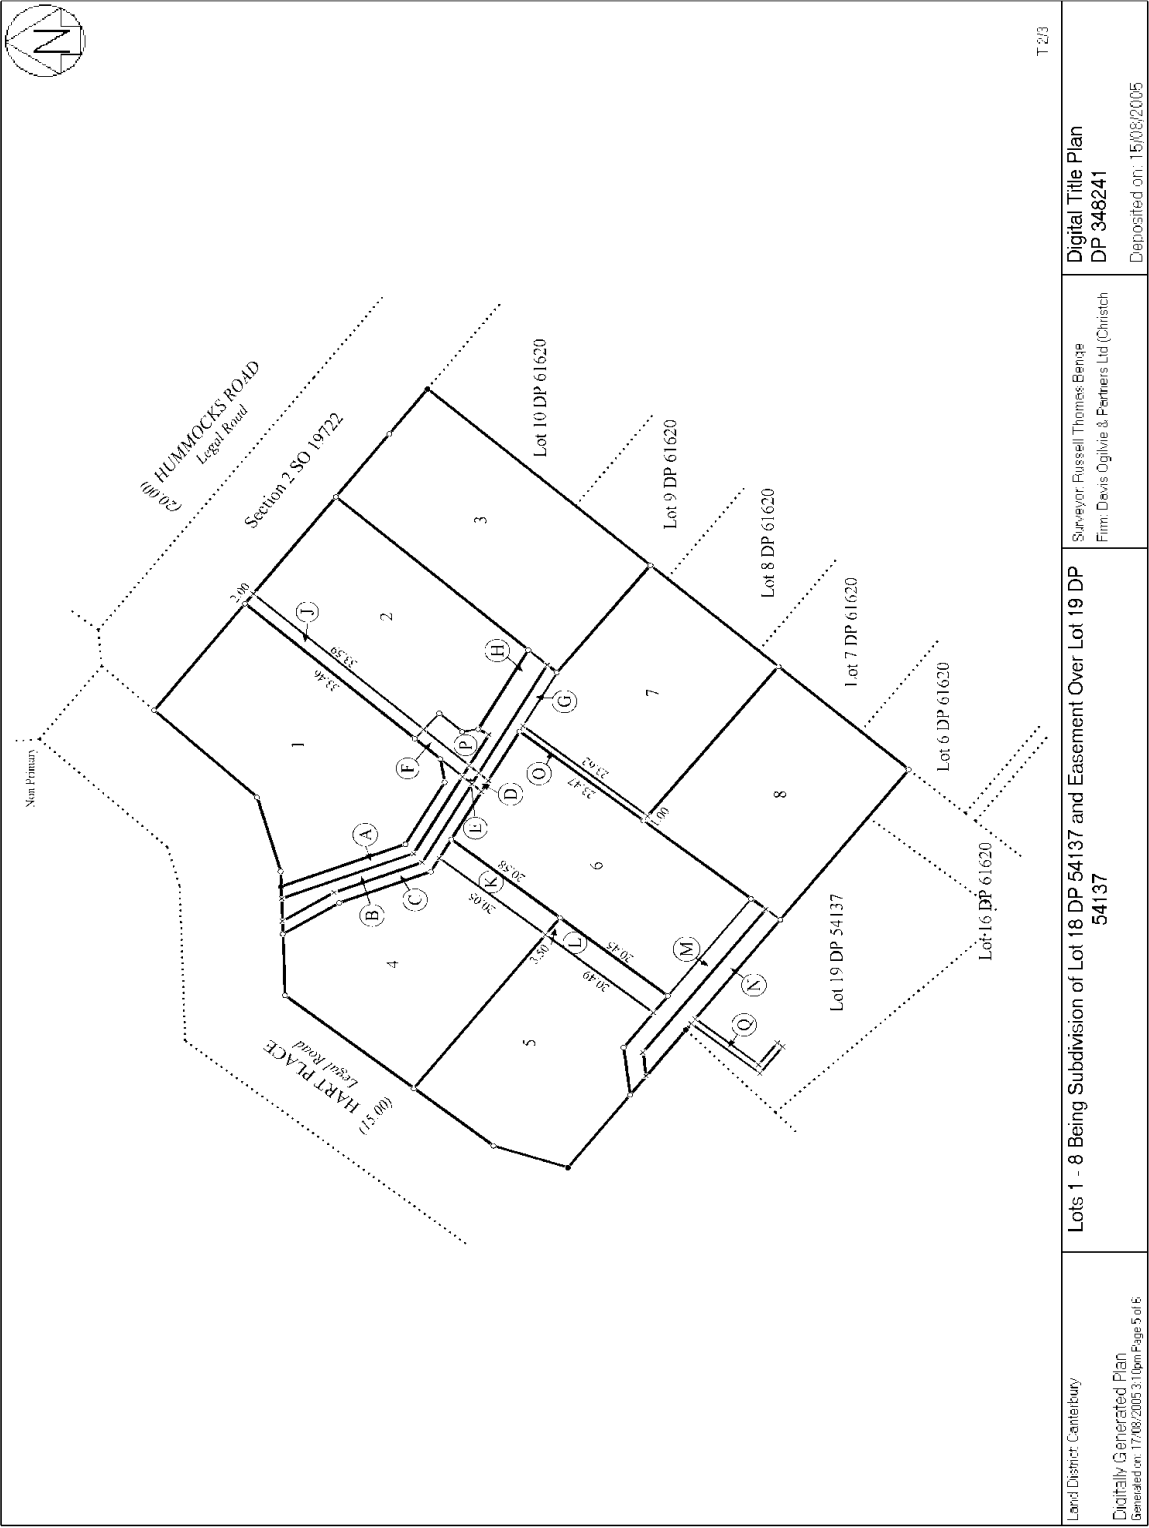 N
T 2/3
Non Primary
(20.00) HUMMOCKS ROAD
Legal Road
Section 2 SO 19722
2.00
J
33.59
33.46
1
2
3
Lot 10 DP 61620
Lot 9 DP 61620
Lot 8 DP 61620
Lot 7 DP 61620
Lot 6 DP 61620
H
G
P
F
D
E
A
B
C
K
20.58
20.05
O
23.62
23.47
1.00
7
8
6
4
L
3.50
20.45
20.49
M
N
Q
5
Lot 19 DP 54137
Lot 16 DP 61620
HART PLACE
Legal Road
(15.00)
Land District: Canterbury
Digitally Generated Plan
Generated on: 17/08/2005 3:10pm Page 5 of 6
Lots 1 - 8 Being Subdivision of Lot 18 DP 54137 and Easement Over Lot 19 DP
54137
Surveyor: Russell Thomas Benge
Firm: Davis Ogilvie & Partners Ltd (Christch
Digital Title Plan
DP 348241
Deposited on: 15/08/2005